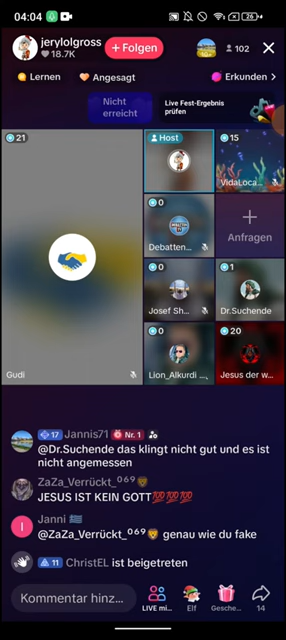 04:04
26
jerylolgross
18.7K
+ Folgen
102
Lernen
Angesagt
Erkunden >
Nicht
erreicht
Live Fest-Ergebnis
prüfen
21
Host
15
VidaLoca...
0
Debatten...
+
Anfragen
0
Josef Sh...
1
Dr.Suchende
Gudi
0
Lion_Alkurdi ...
20
Jesus der w...
17 Jannis71 Nr. 1
@Dr.Suchende das klingt nicht gut und es ist
nicht angemessen
ZaZa_Verrückt_⁰⁶⁹🦁
JESUS IST KEIN GOTT💯💯💯
I
Janni 🇬🇷
@ZaZa_Verrückt_⁰⁶⁹🦁 genau wie du fake
11 ChristEL ist beigetreten
Kommentar hinz...
LIVE mi...
Elf
Gesche...
14